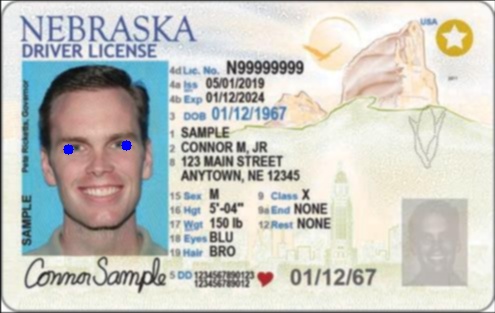 NEBRASKA
USA
DRIVER LICENSE
4d Lic. No. N99999999
4a Iss 05/01/2019
4b Exp 01/12/2024
3 DOB 01/12/1967
1 SAMPLE
2 CONNOR M, JR
8 123 MAIN STREET
ANYTOWN, NE 12345
15 Sex M 9 Class X
16 Hgt 5'-04" 9a End NONE
17 Wgt 150 lb 12 Rest NONE
18 Eyes BLU
19 Hair BRO
5 DD 1234567890123
123456789012
01/12/67
Pete Ricketts, Governor
SAMPLE
Connor Sample